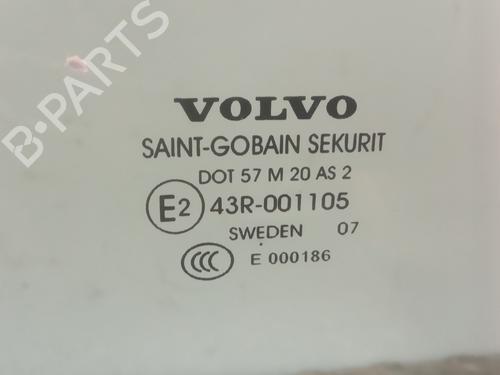 B-PARTS
VOLVO
SAINT-GOBAIN SEKURIT
DOT 57 M 20 AS 2
E2 43R-001105
SWEDEN 07
CCC E 000186